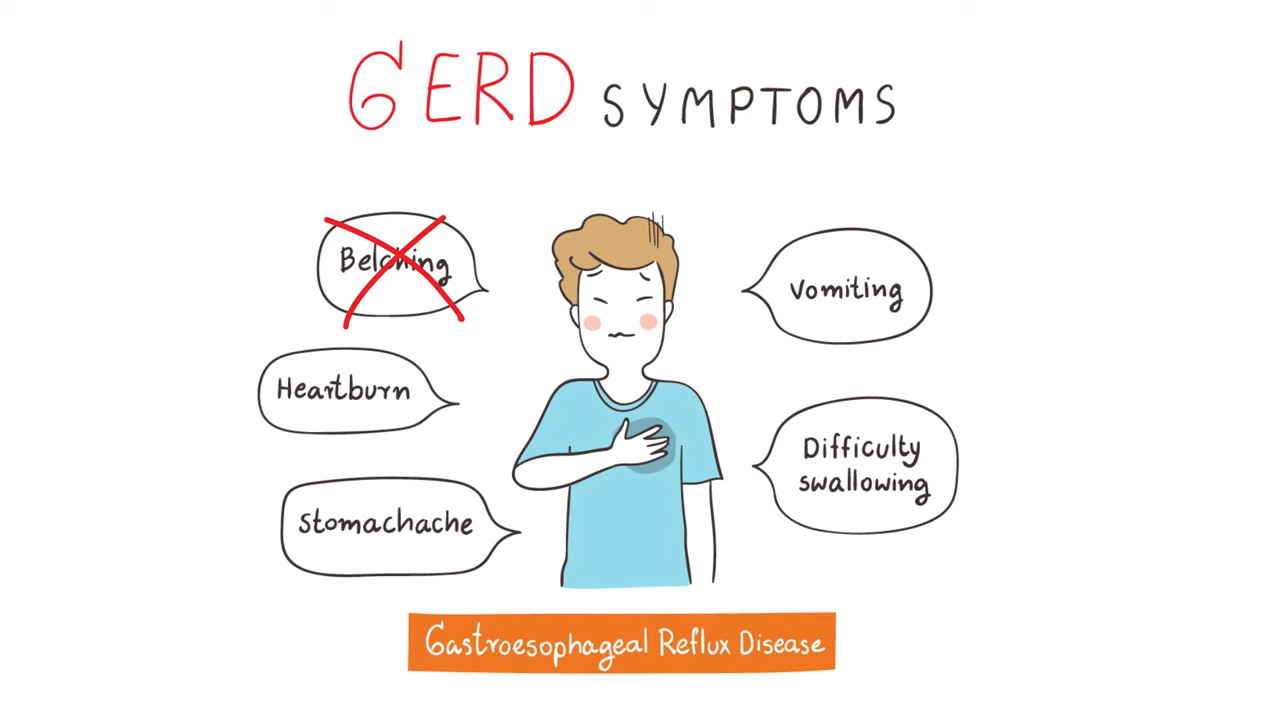 GERD SYMPTOMS
Belching
Heartburn
Stomachache
Vomiting
Difficulty
swallowing
Gastroesophageal Reflux Disease